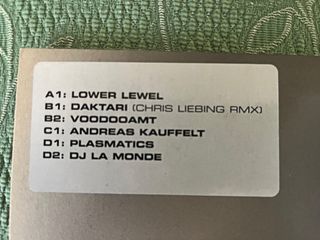 A1: LOWER LEWEL
B1: DAKTARI (CHRIS LIEBING RMX)
B2: VOODOOAMT
C1: ANDREAS KAUFFELT
D1: PLASMATICS
D2: DJ LA MONDE